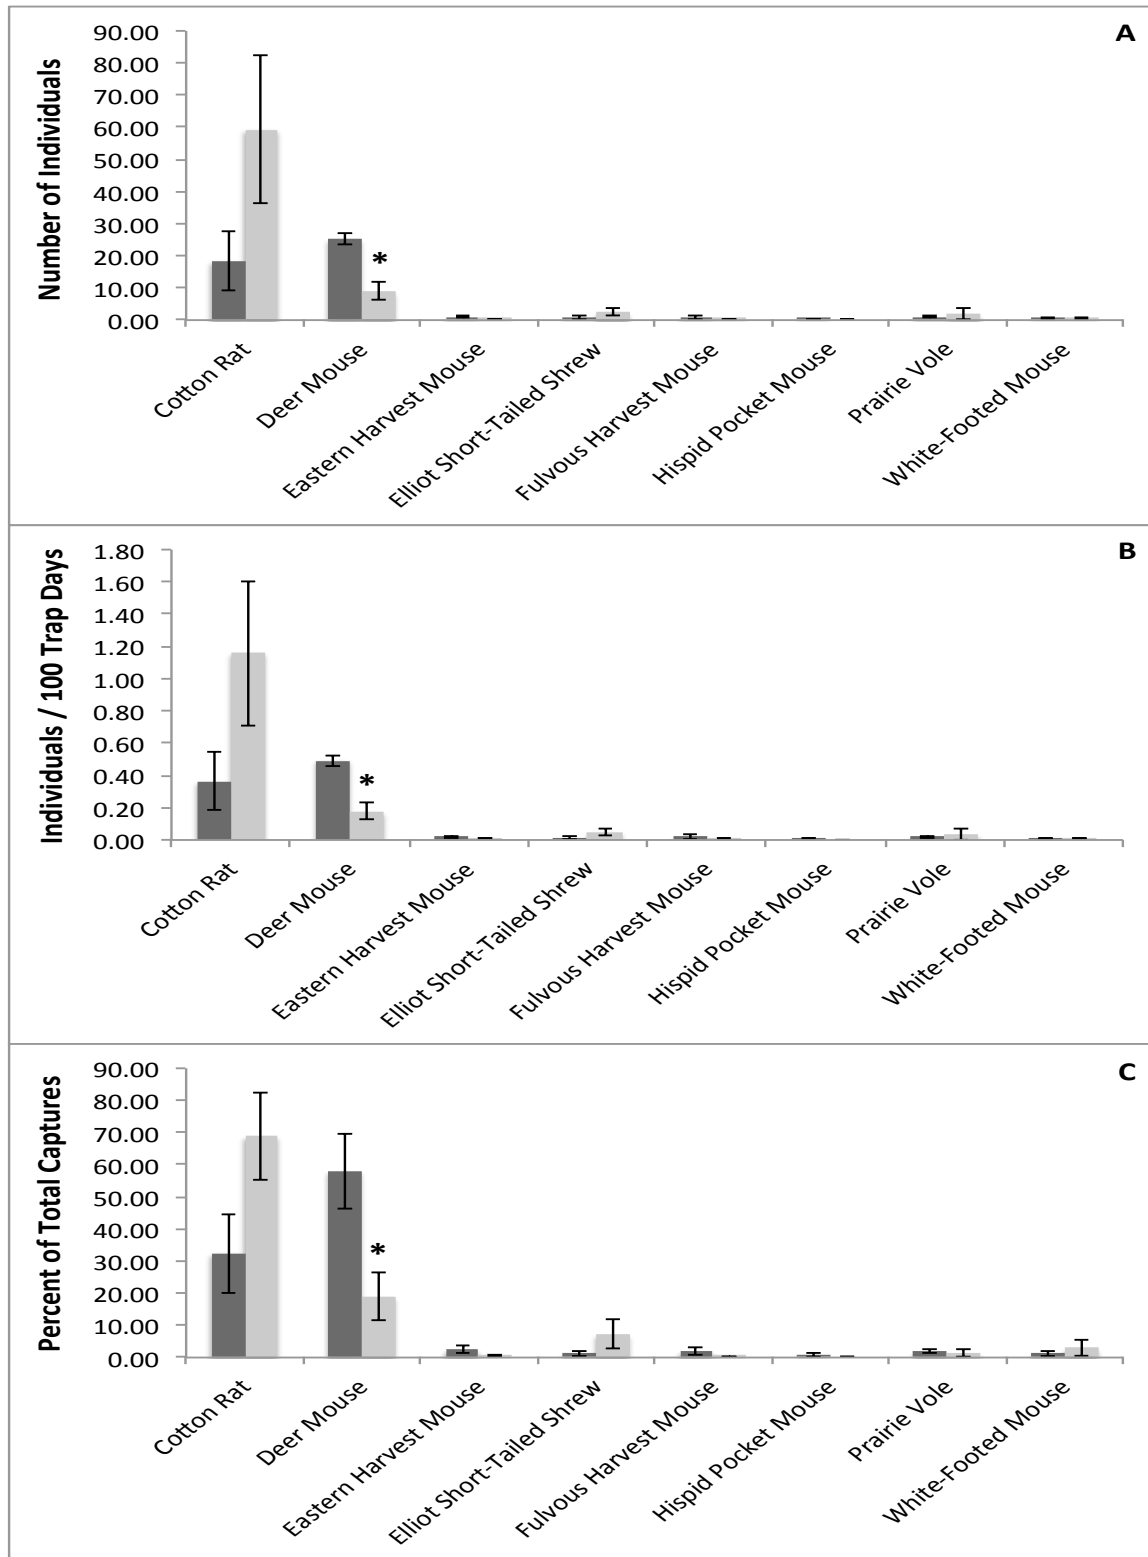 A
Number of Individuals
90.00
80.00
70.00
60.00
50.00
40.00
30.00
20.00
10.00
0.00
*
Cotton Rat
Deer Mouse
Eastern Harvest Mouse
Elliot Short-Tailed Shrew
Fulvous Harvest Mouse
Hispid Pocket Mouse
Prairie Vole
White-Footed Mouse
B
Individuals / 100 Trap Days
1.80
1.60
1.40
1.20
1.00
0.80
0.60
0.40
0.20
0.00
*
Cotton Rat
Deer Mouse
Eastern Harvest Mouse
Elliot Short-Tailed Shrew
Fulvous Harvest Mouse
Hispid Pocket Mouse
Prairie Vole
White-Footed Mouse
C
Percent of Total Captures
90.00
80.00
70.00
60.00
50.00
40.00
30.00
20.00
10.00
0.00
*
Cotton Rat
Deer Mouse
Eastern Harvest Mouse
Elliot Short-Tailed Shrew
Fulvous Harvest Mouse
Hispid Pocket Mouse
Prairie Vole
White-Footed Mouse